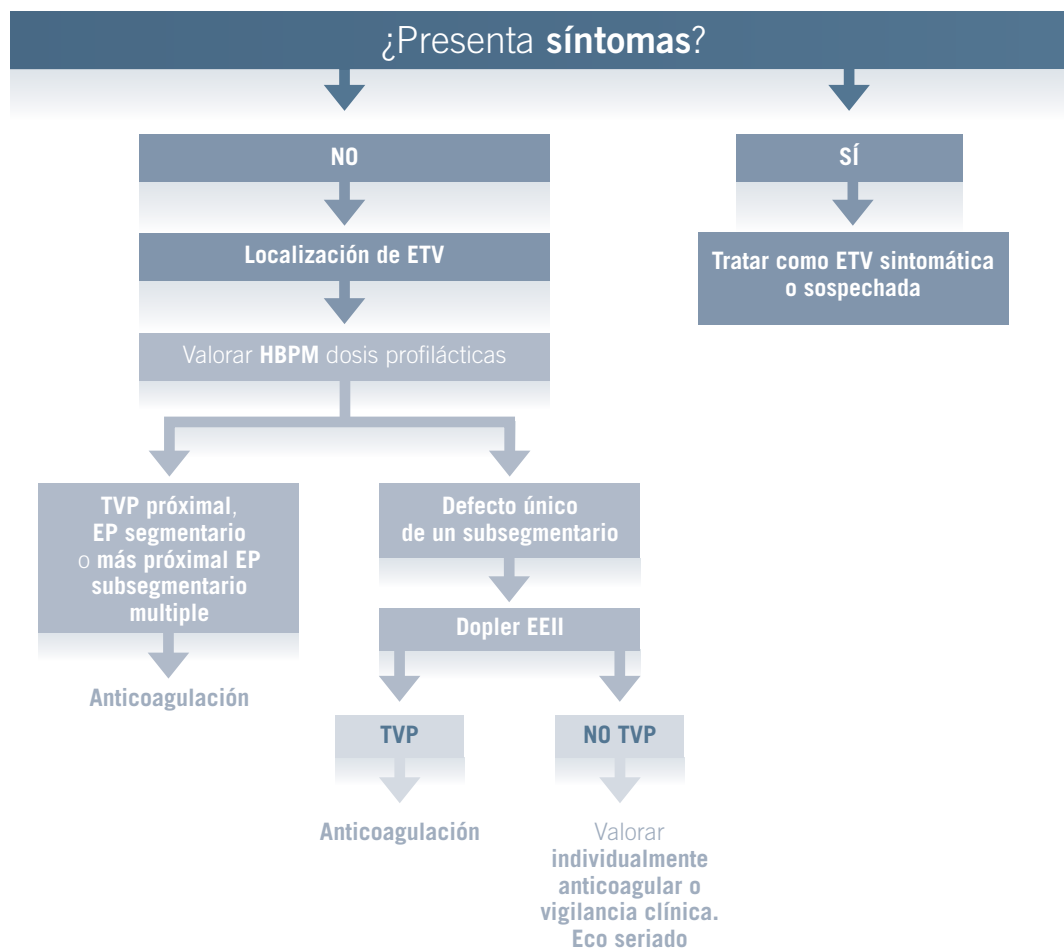 ¿Presenta síntomas?
NO
SÍ
Localización de ETV
Tratar como ETV sintomática
o sospechada
Valorar HBPM dosis profilácticas
TVP próximal,
EP segmentario
o más próximal EP
subsegmentario
multiple
Defecto único
de un subsegmentario
Dopler EEII
Anticoagulación
TVP
NO TVP
Anticoagulación
Valorar
individualmente
anticoagular o
vigilancia clínica.
Eco seriado